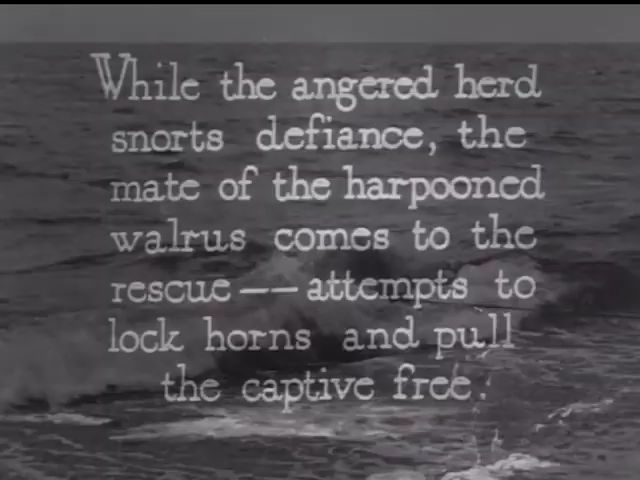 While the angered herd
snorts defiance, the
mate of the harpooned
walrus comes to the
rescue -- attempts to
lock horns and pull
the captive free.